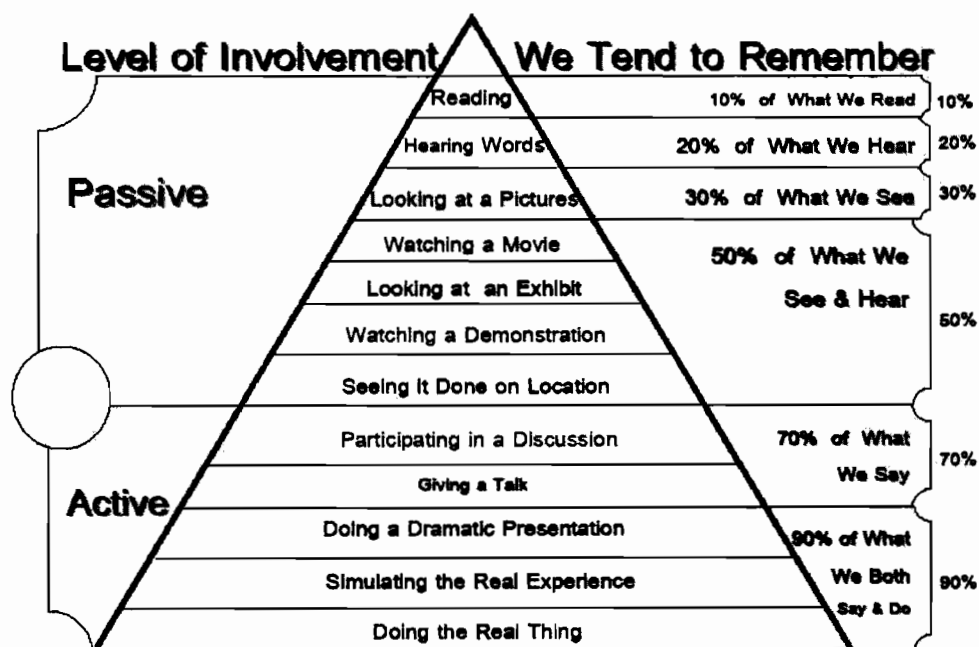 Level of Involvement
We Tend to Remember
Reading
10% of What We Read
10%
Hearing Words
20% of What We Hear
20%
Passive
Looking at a Pictures
30% of What We See
30%
Watching a Movie
50% of What We
Looking at an Exhibit
See & Hear
50%
Watching a Demonstration
Seeing It Done on Location
Participating in a Discussion
70% of What
70%
We Say
Active
Giving a Talk
Doing a Dramatic Presentation
90% of What
Simulating the Real Experience
We Both
90%
Say & Do
Doing the Real Thing